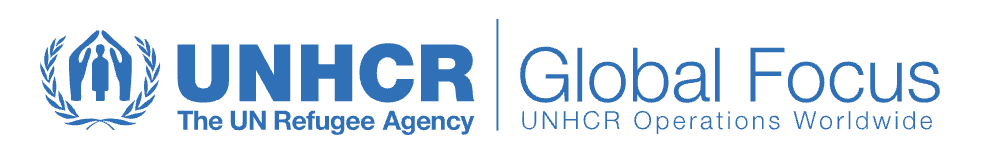 UNHCR
The UN Refugee Agency
Global Focus
UNHCR Operations Worldwide